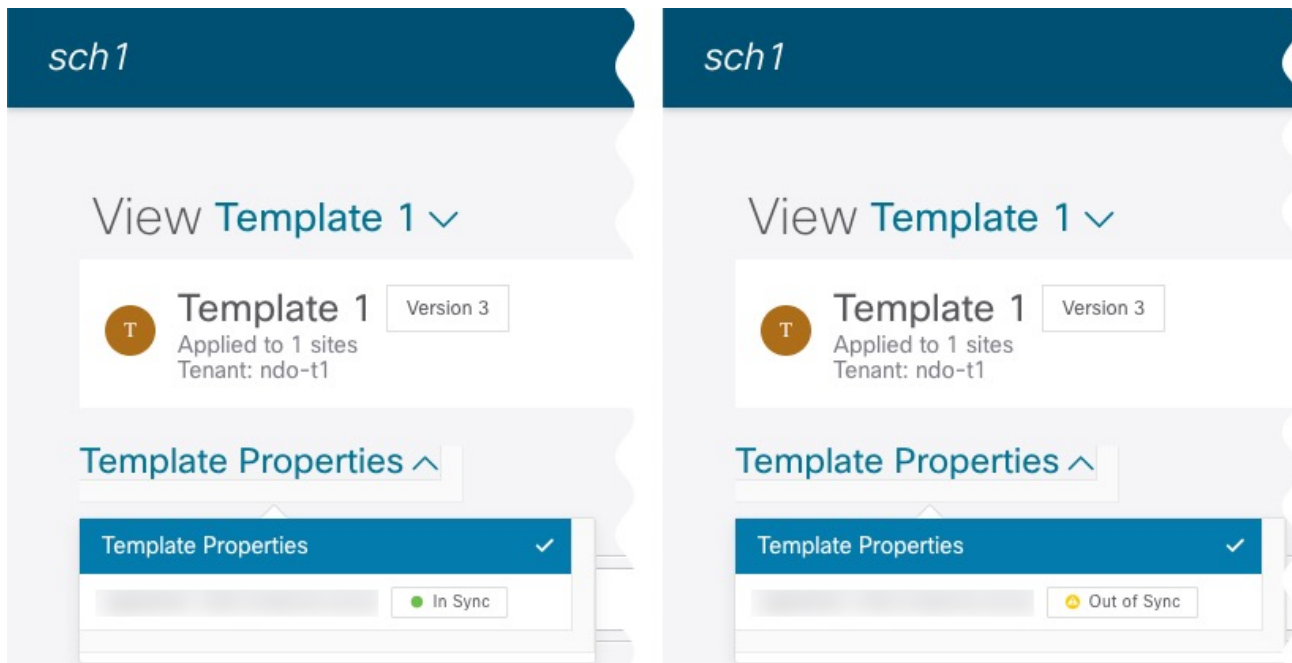 sch1
View Template 1
T
Template 1 Version 3
Applied to 1 sites
Tenant: ndo-t1
Template Properties
Template Properties
In Sync
sch1
View Template 1
T
Template 1 Version 3
Applied to 1 sites
Tenant: ndo-t1
Template Properties
Template Properties
Out of Sync